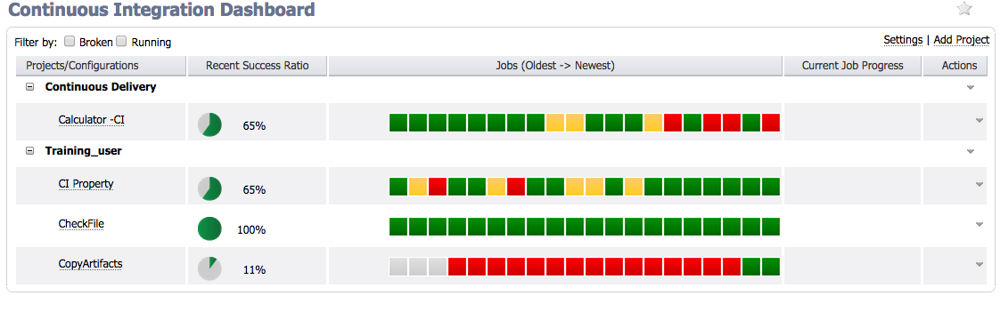 Continuous Integration Dashboard
Filter by: Broken Running Settings | Add Project
Projects/Configurations Recent Success Ratio Jobs (Oldest -> Newest) Current Job Progress Actions
Continuous Delivery
Calculator -CI 65%
Training_user
CI Property 65%
CheckFile 100%
CopyArtifacts 11%